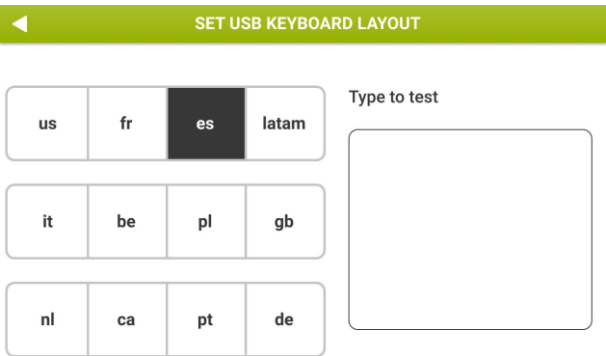 SET USB KEYBOARD LAYOUT
us fr es latam
Type to test
it be pl gb
nl ca pt de